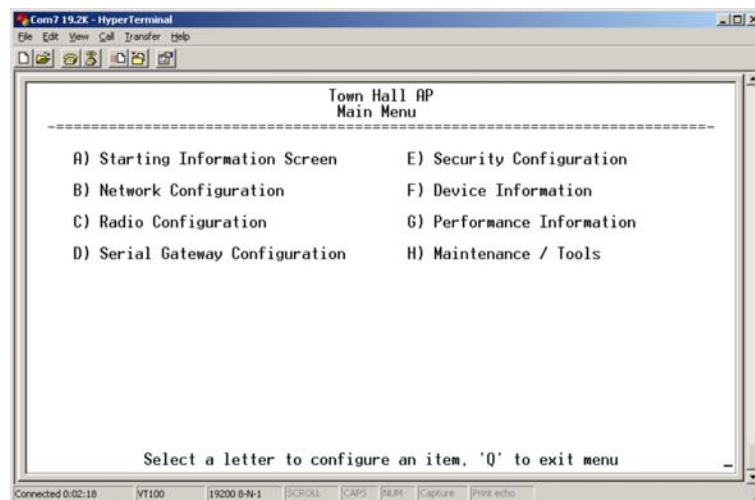 Com7 19.2K - HyperTerminal
File Edit View Call Transfer Help
Town Hall AP
Main Menu
-==========================================================================-
A) Starting Information Screen E) Security Configuration
B) Network Configuration F) Device Information
C) Radio Configuration G) Performance Information
D) Serial Gateway Configuration H) Maintenance / Tools
Select a letter to configure an item, 'Q' to exit menu
Connected 0:02:18 VT100 19200 8-N-1 SCROLL CAPS NUM Capture Print echo